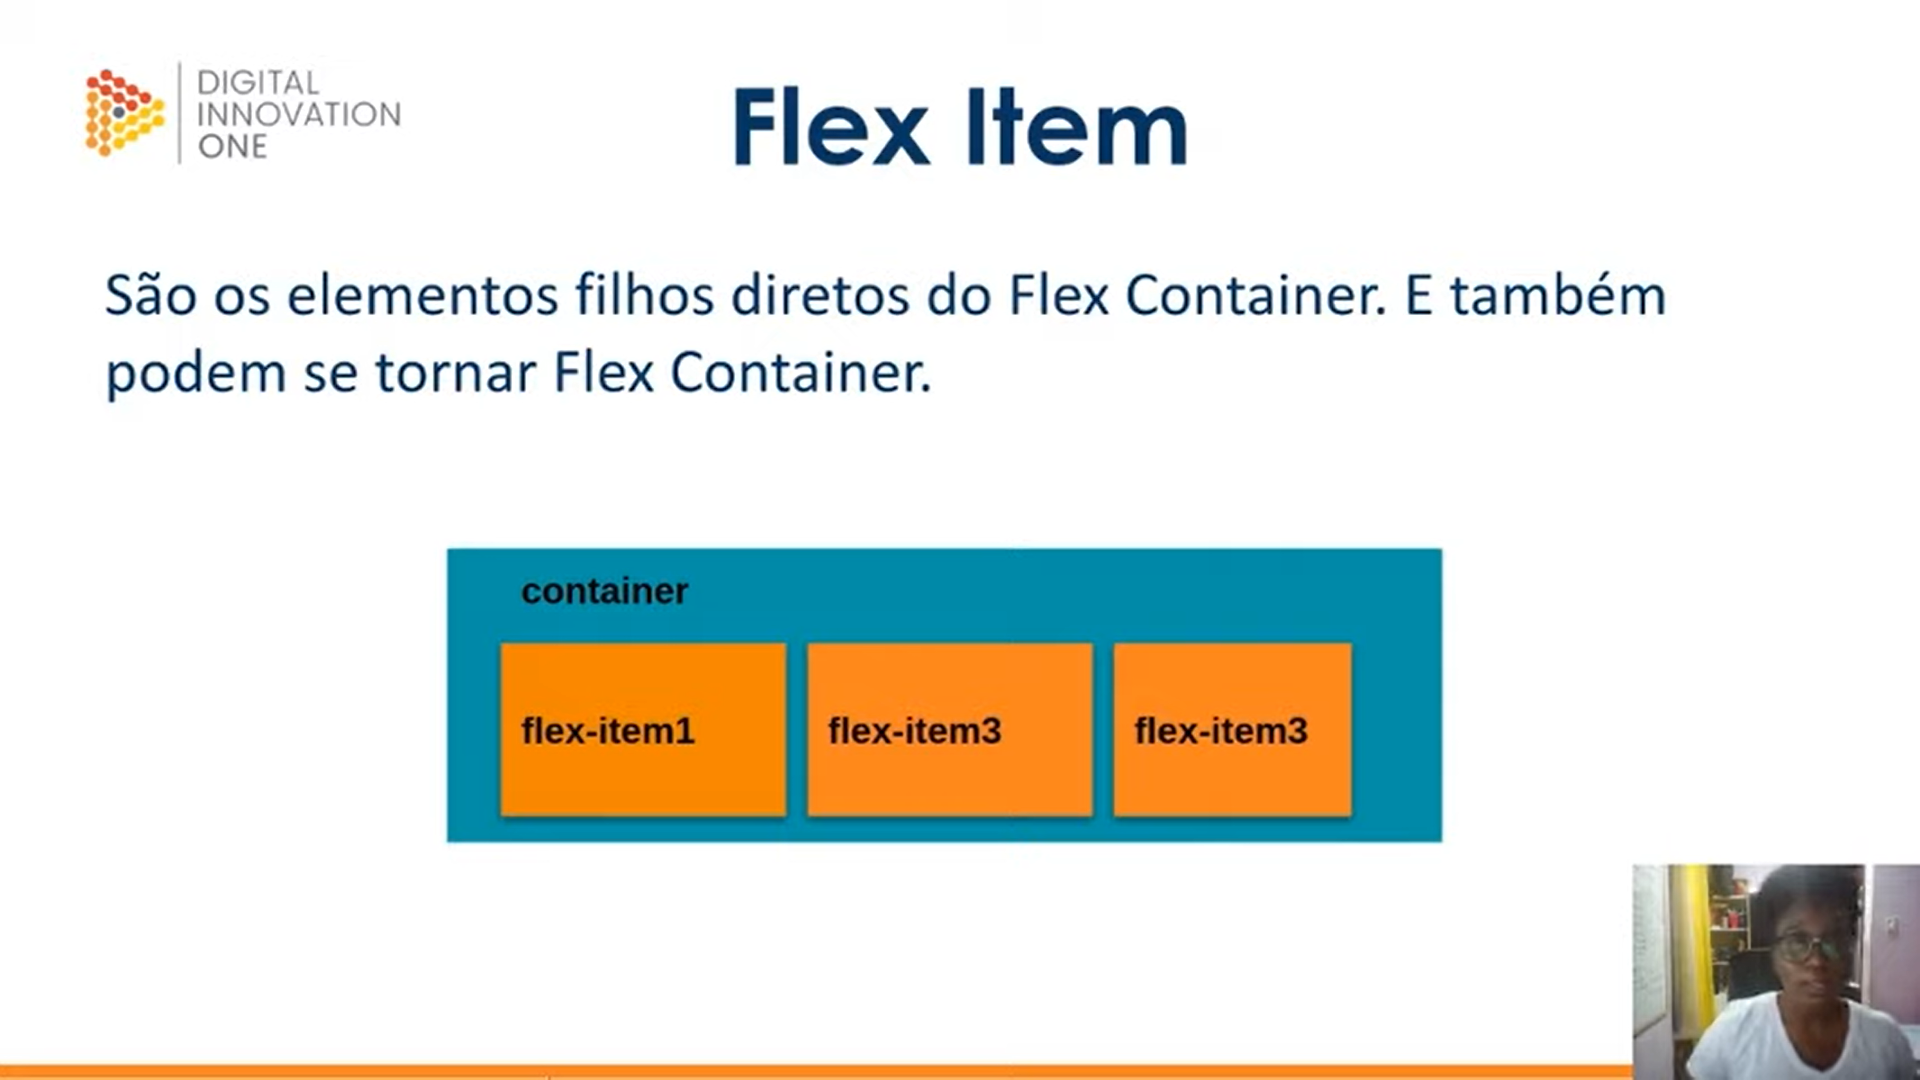 DIGITAL
INNOVATION
ONE
Flex Item
São os elementos filhos diretos do Flex Container. E também
podem se tornar Flex Container.
container
flex-item1
flex-item3
flex-item3